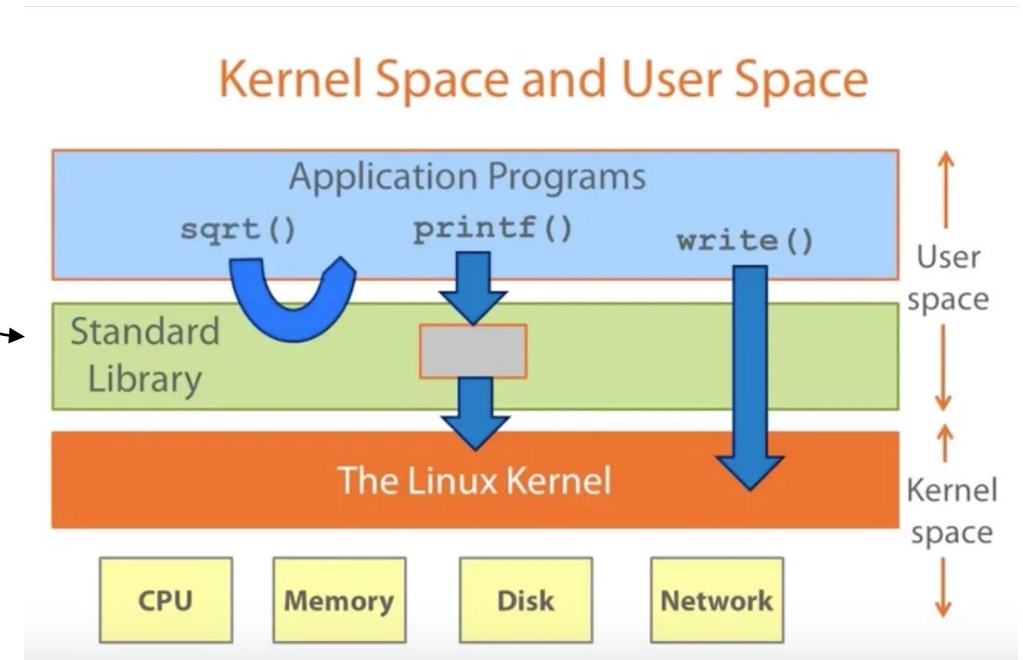 Kernel Space and User Space
Application Programs
sqrt()
printf()
write()
User
space
Standard
Library
The Linux Kernel
Kernel
space
CPU
Memory
Disk
Network